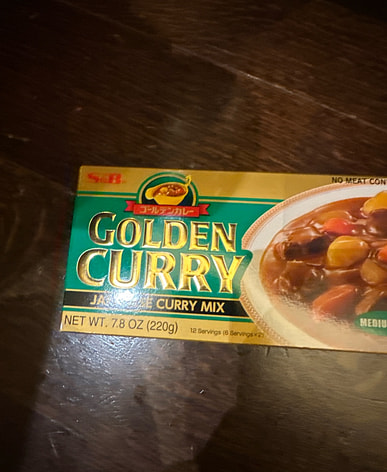 S&B
NO MEAT CON
ゴールデンカレー
GOLDEN
CURRY
CURRY MIX
NET WT. 7.8 OZ (220g)
12 Servings (6 Servings×2)
MEDIU